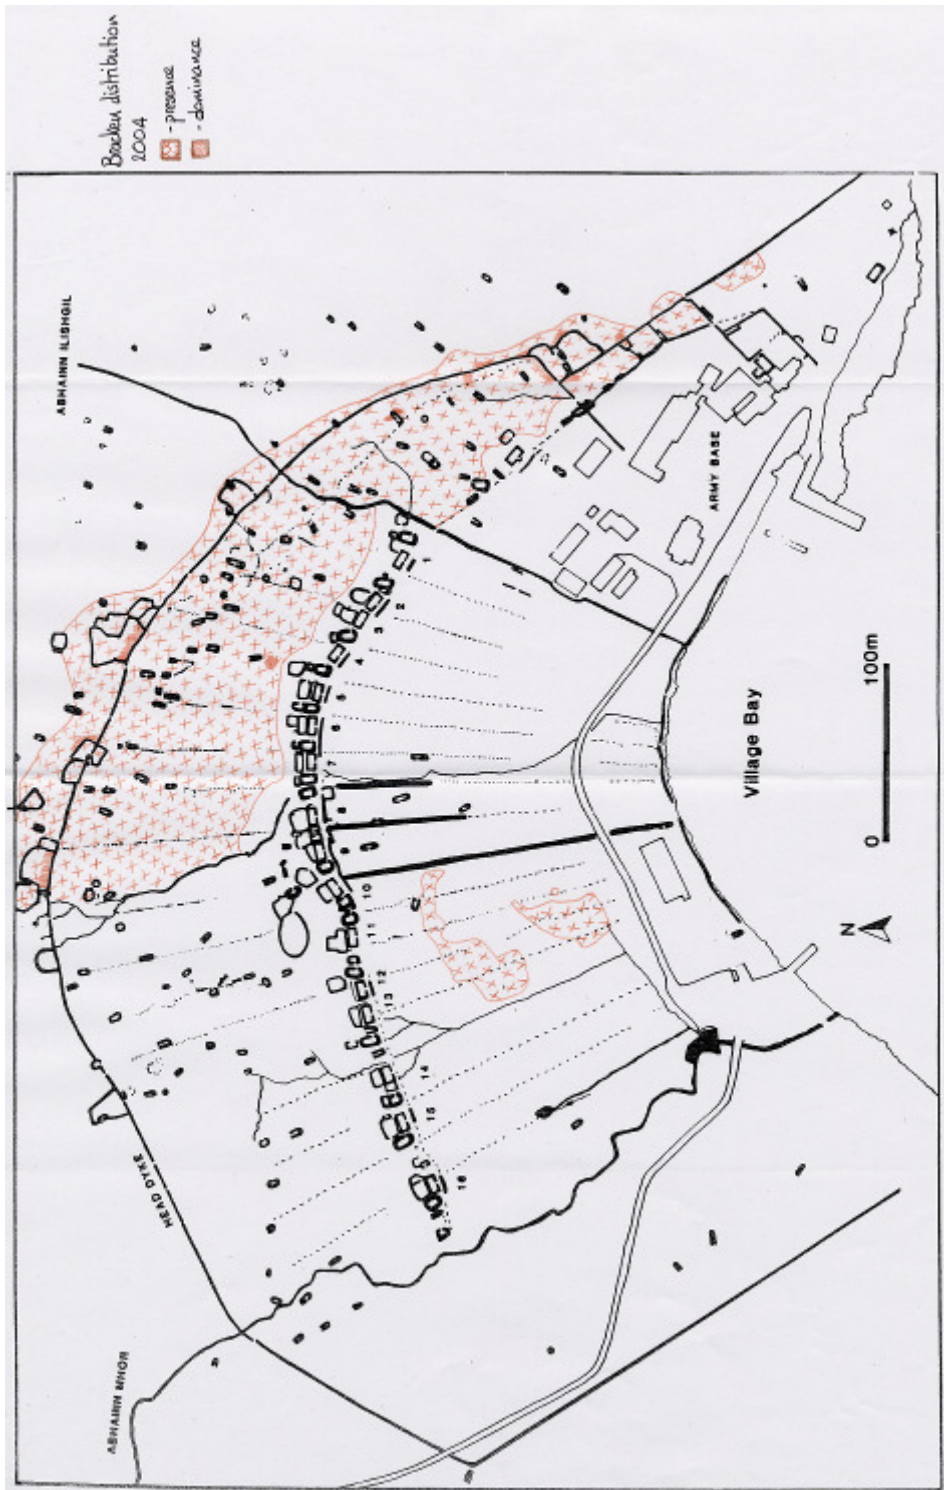 Bracken distribution
2004
- presence
- dominance
ABHAINN ILISHGIL
ARMY BASE
Village Bay
0 100m
N
HEAD DYKE
ABHAINN MHOR
1
2
3
4
5
6
7
10
11
12
13
14
15
16